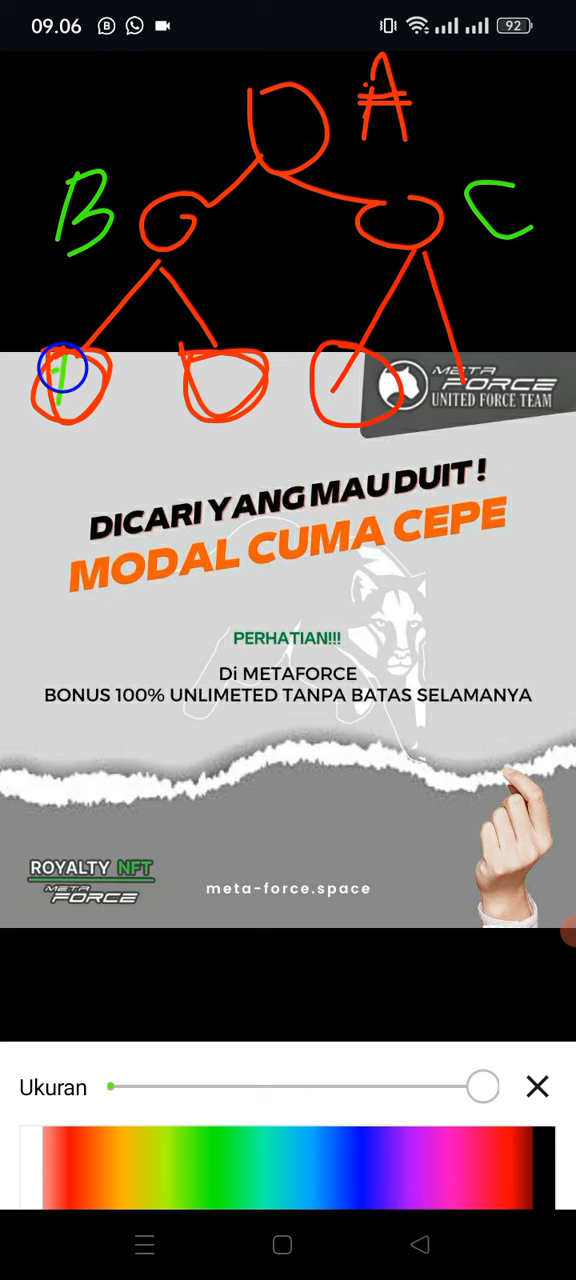 09.06
92
A
B
C
META
FORCE
UNITED FORCE TEAM
DICARI YANG MAU DUIT !
MODAL CUMA CEPE
PERHATIAN!!!
Di METAFORCE
BONUS 100% UNLIMETED TANPA BATAS SELAMANYA
ROYALTY NFT
META
FORCE
meta-force.space
Ukuran